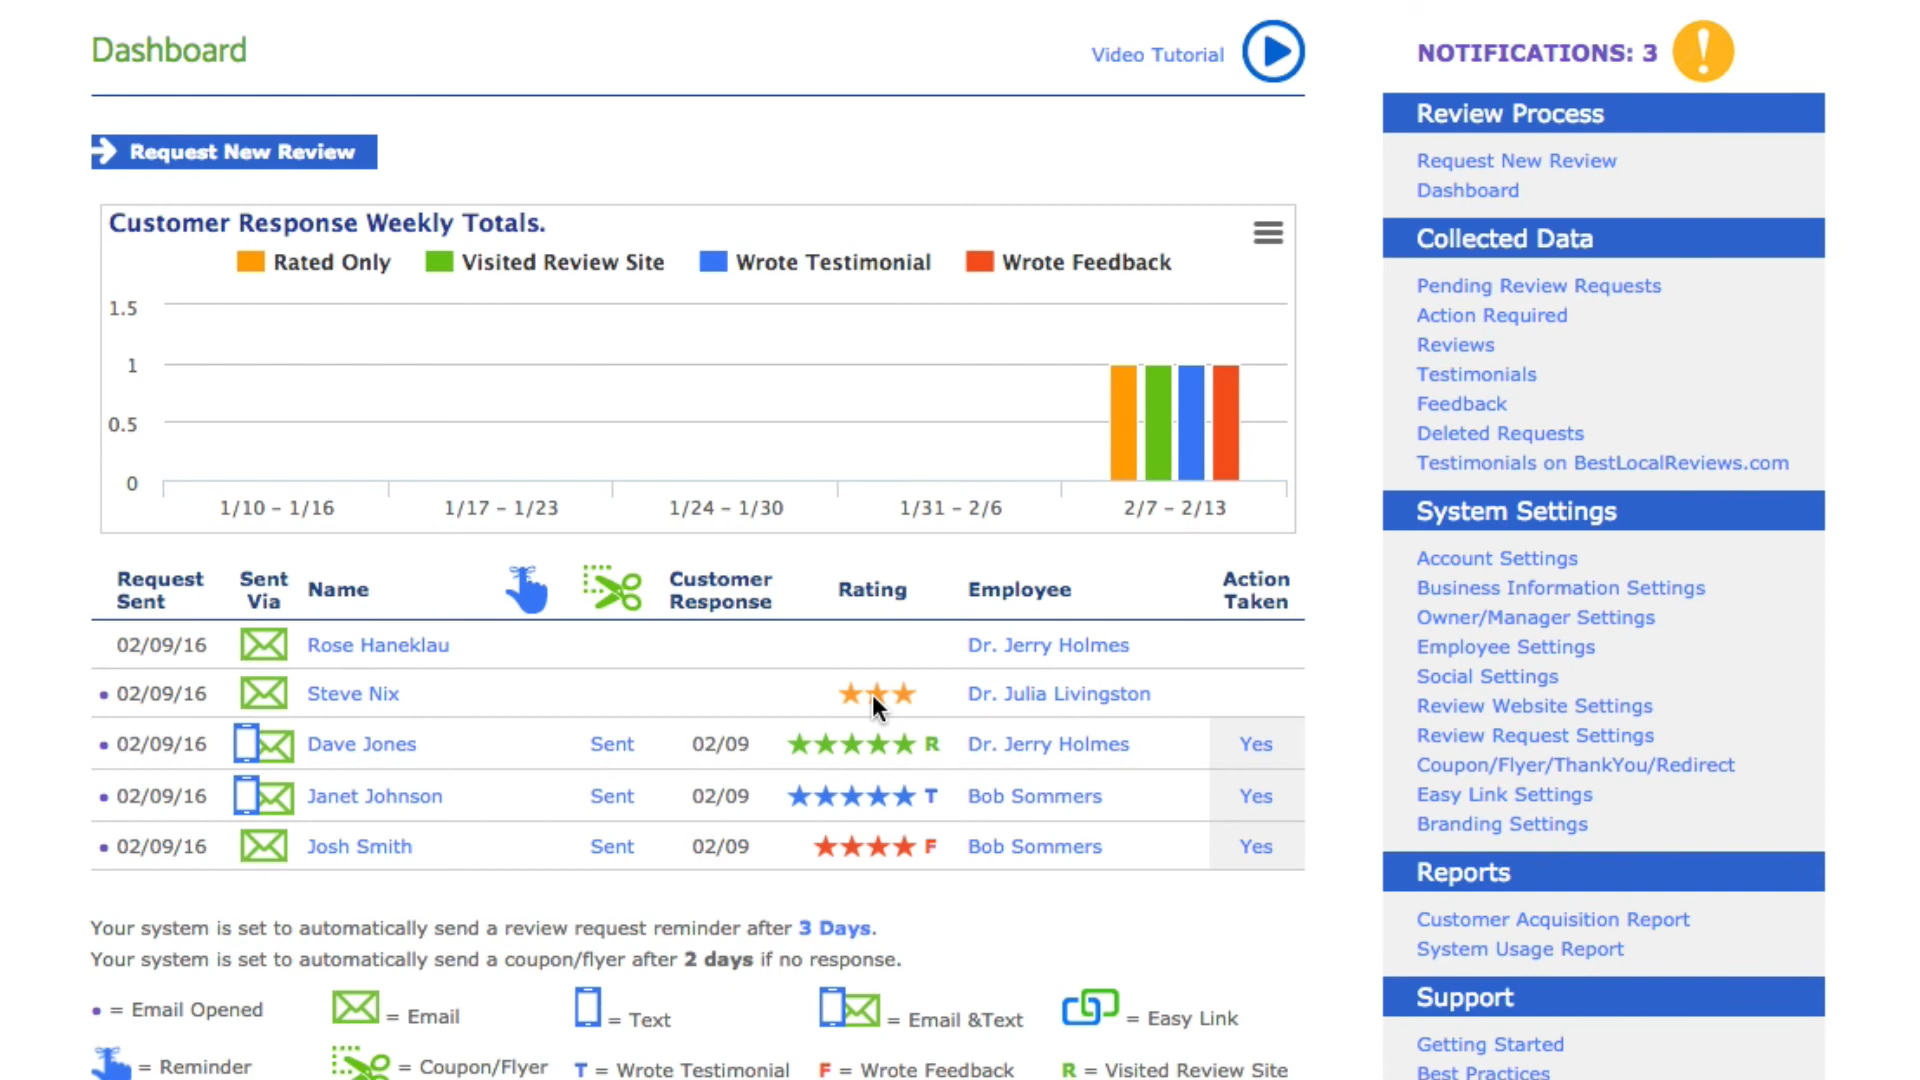 Dashboard
Video Tutorial
Request New Review
Customer Response Weekly Totals.
Rated Only Visited Review Site Wrote Testimonial Wrote Feedback
1.5
1
0.5
0
1/10 – 1/16 1/17 – 1/23 1/24 – 1/30 1/31 – 2/6 2/7 – 2/13
Request Sent Sent Via Name Customer Response Rating Employee Action Taken
02/09/16 Rose Haneklau Dr. Jerry Holmes
02/09/16 Steve Nix Dr. Julia Livingston
02/09/16 Dave Jones Sent 02/09 R Dr. Jerry Holmes Yes
02/09/16 Janet Johnson Sent 02/09 T Bob Sommers Yes
02/09/16 Josh Smith Sent 02/09 F Bob Sommers Yes
Your system is set to automatically send a review request reminder after 3 Days.
Your system is set to automatically send a coupon/flyer after 2 days if no response.
• = Email Opened = Email = Text = Email &Text = Easy Link
= Reminder = Coupon/Flyer T = Wrote Testimonial F = Wrote Feedback R = Visited Review Site
NOTIFICATIONS: 3
Review Process
Request New Review
Dashboard
Collected Data
Pending Review Requests
Action Required
Reviews
Testimonials
Feedback
Deleted Requests
Testimonials on BestLocalReviews.com
System Settings
Account Settings
Business Information Settings
Owner/Manager Settings
Employee Settings
Social Settings
Review Website Settings
Review Request Settings
Coupon/Flyer/ThankYou/Redirect
Easy Link Settings
Branding Settings
Reports
Customer Acquisition Report
System Usage Report
Support
Getting Started
Best Practices